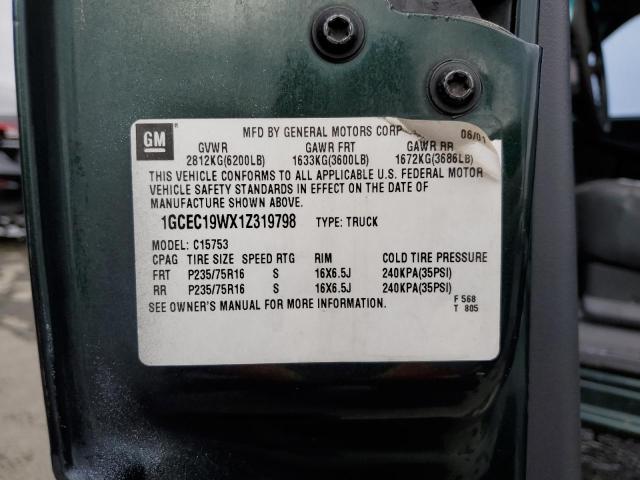 GM
MFD BY GENERAL MOTORS CORP 06/01
GVWR GAWR FRT GAWR RR
2812KG(6200LB) 1633KG(3600LB) 1672KG(3686LB)
THIS VEHICLE CONFORMS TO ALL APPLICABLE U.S. FEDERAL MOTOR
VEHICLE SAFETY STANDARDS IN EFFECT ON THE DATE OF
MANUFACTURE SHOWN ABOVE.
1GCEC19WX1Z319798 TYPE: TRUCK
MODEL: C15753
CPAG TIRE SIZE SPEED RTG RIM COLD TIRE PRESSURE
FRT P235/75R16 S 16X6.5J 240KPA(35PSI)
RR P235/75R16 S 16X6.5J 240KPA(35PSI)
SEE OWNER'S MANUAL FOR MORE INFORMATION.
F 568
T 805